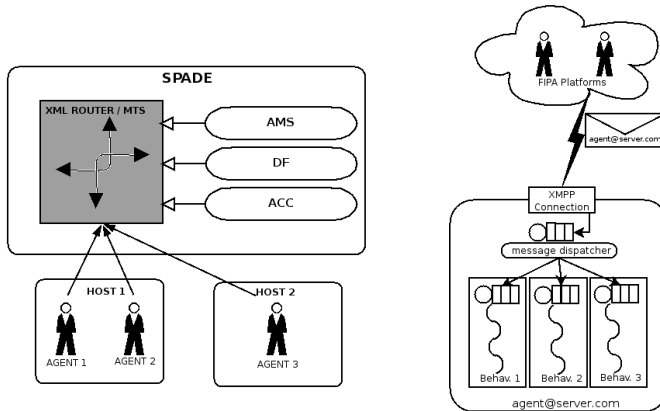 SPADE
XML ROUTER / MTS
AMS
DF
ACC
HOST 1
AGENT 1
AGENT 2
HOST 2
AGENT 3
FIPA Platforms
agent@server.com
XMPP
Connection
message dispatcher
Behav. 1
Behav. 2
Behav. 3
agent@server.com